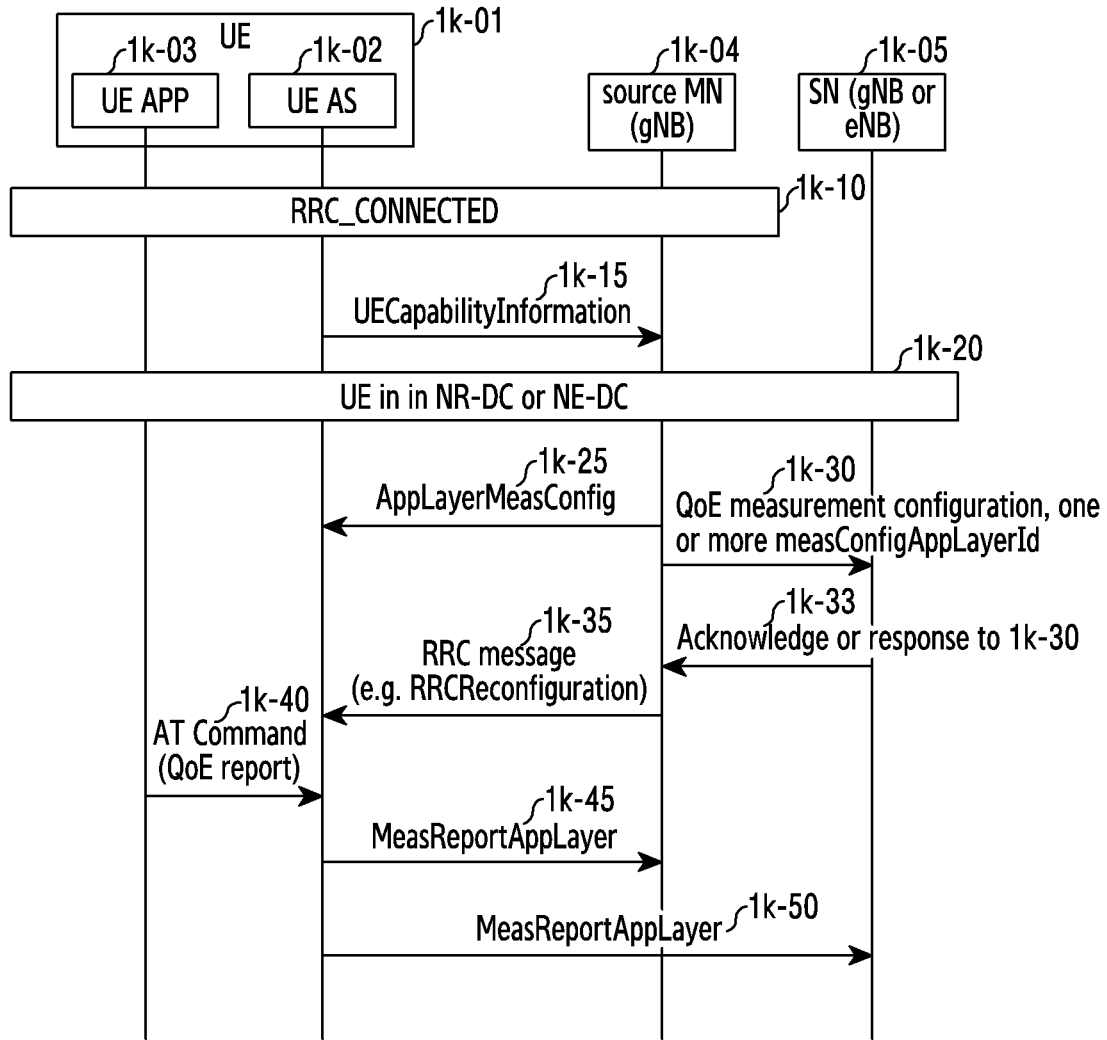 UE
1k-01
1k-03
1k-02
1k-04
1k-05
UE APP
UE AS
source MN
(gNB)
SN (gNB or
eNB)
1k-10
RRC_CONNECTED
1k-15
UECapabilityInformation
1k-20
UE in in NR-DC or NE-DC
1k-25
AppLayerMeasConfig
1k-30
QoE measurement configuration, one
or more measConfigAppLayerId
1k-33
Acknowledge or response to 1k-30
1k-35
RRC message
(e.g. RRCReconfiguration)
1k-40
AT Command
(QoE report)
1k-45
MeasReportAppLayer
1k-50
MeasReportAppLayer